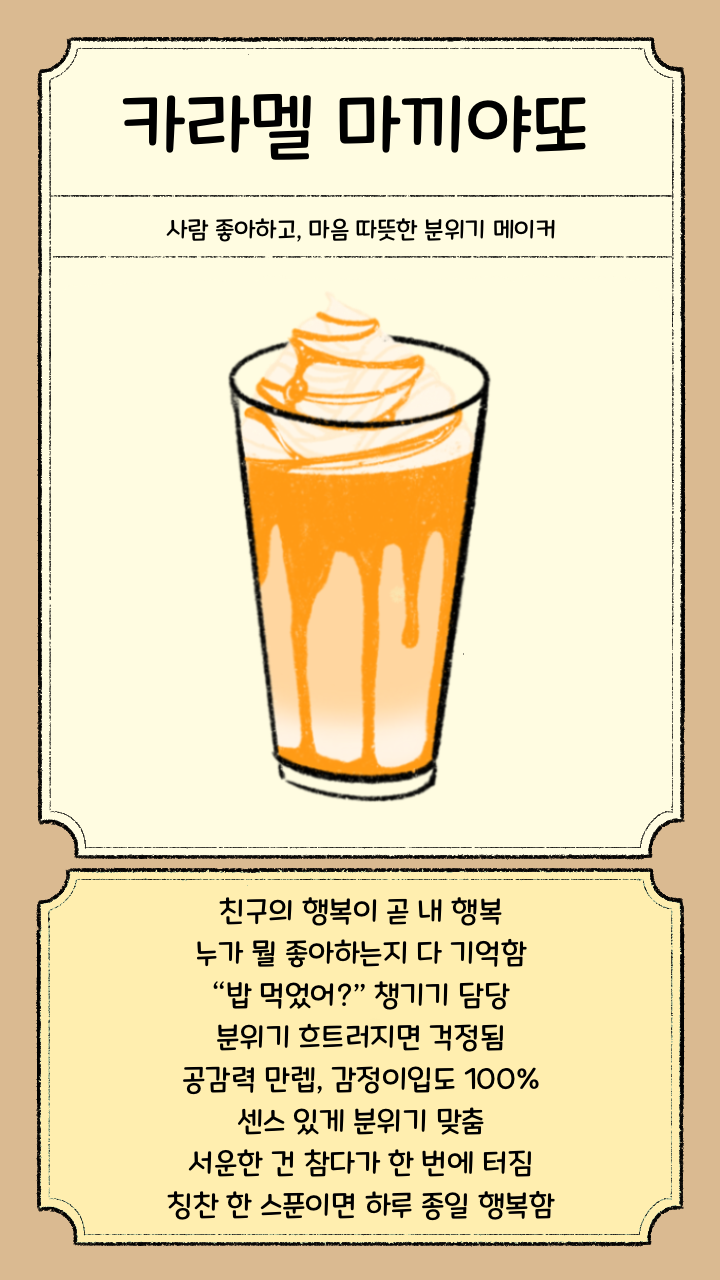 카라멜 마끼야또
사람 좋아하고, 마음 따뜻한 분위기 메이커
친구의 행복이 곧 내 행복
누가 뭘 좋아하는지 다 기억함
“밥 먹었어?” 챙기기 담당
분위기 흐트러지면 걱정됨
공감력 만렙, 감정이입도 100%
센스 있게 분위기 맞춤
서운한 건 참다가 한 번에 터짐
칭찬 한 스푼이면 하루 종일 행복함